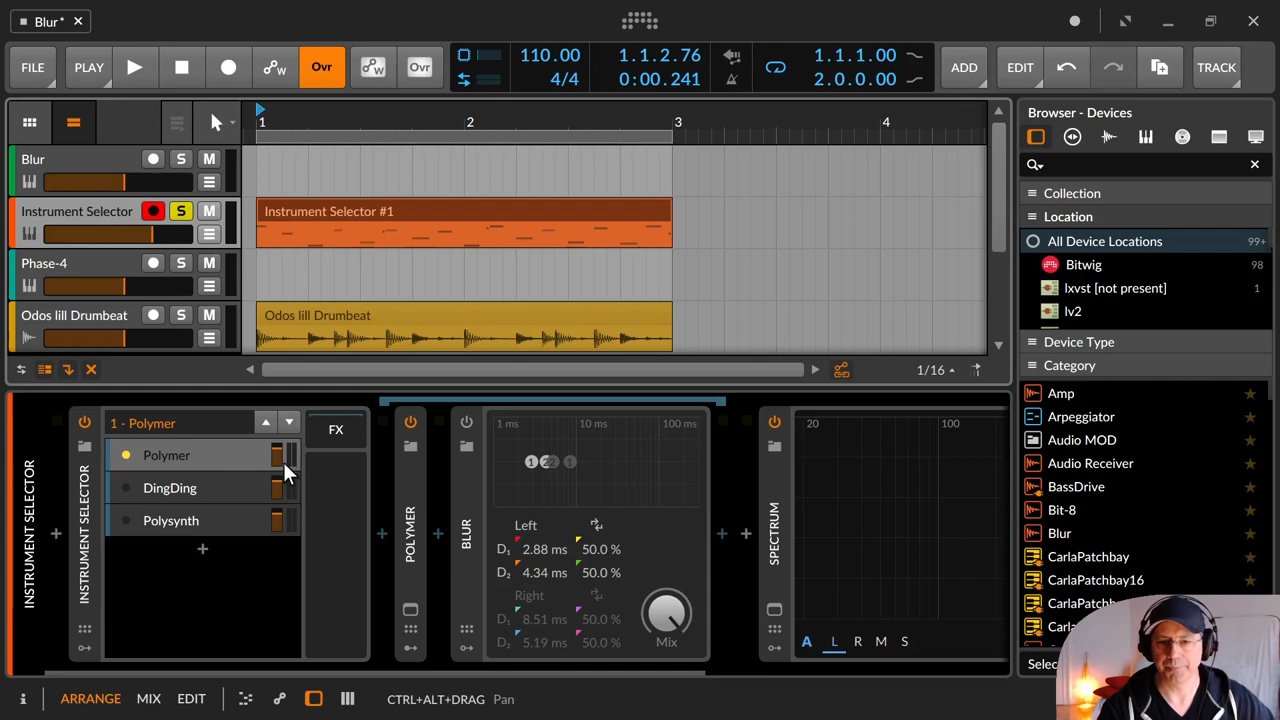 Blur*
FILE
PLAY
Ovr
Ovr
110.00
4/4
1.1.2.76
0:00.241
1.1.1.00
2.0.0.00
ADD
EDIT
TRACK
1
2
3
4
Blur
S
M
Instrument Selector
S
M
Instrument Selector #1
Phase-4
S
M
Odos lill Drumbeat
S
M
Odos lill Drumbeat
1/16
Browser - Devices
Collection
Location
All Device Locations 99+
Bitwig 98
lxvst [not present] 1
lv2
Device Type
Category
Amp
Arpeggiator
Audio MOD
Audio Receiver
BassDrive
Bit-8
Blur
CarlaPatchbay
CarlaPatchbay16
INSTRUMENT SELECTOR
INSTRUMENT SELECTOR
1 - Polymer
Polymer
DingDing
Polysynth
FX
POLYMER
BLUR
1 ms
10 ms
100 ms
1
2
1
Left
D1 2.88 ms 50.0 %
D2 4.34 ms 50.0 %
Right
D1 8.51 ms 50.0 %
D2 5.19 ms 50.0 %
Mix
SPECTRUM
20
100
A L R M S
ARRANGE
MIX
EDIT
CTRL+ALT+DRAG Pan